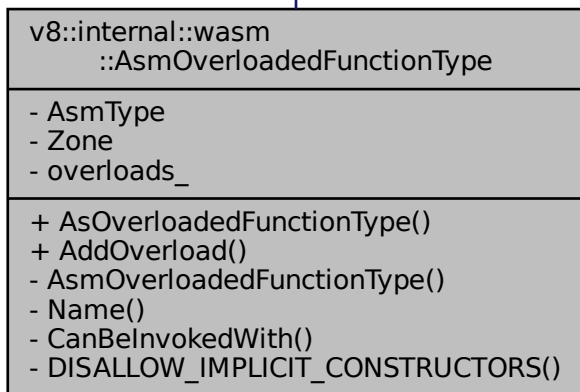 v8::internal::wasm
::AsmOverloadedFunctionType
- AsmType
- Zone
- overloads_
+ AsOverloadedFunctionType()
+ AddOverload()
- AsmOverloadedFunctionType()
- Name()
- CanBeInvokedWith()
- DISALLOW_IMPLICIT_CONSTRUCTORS()